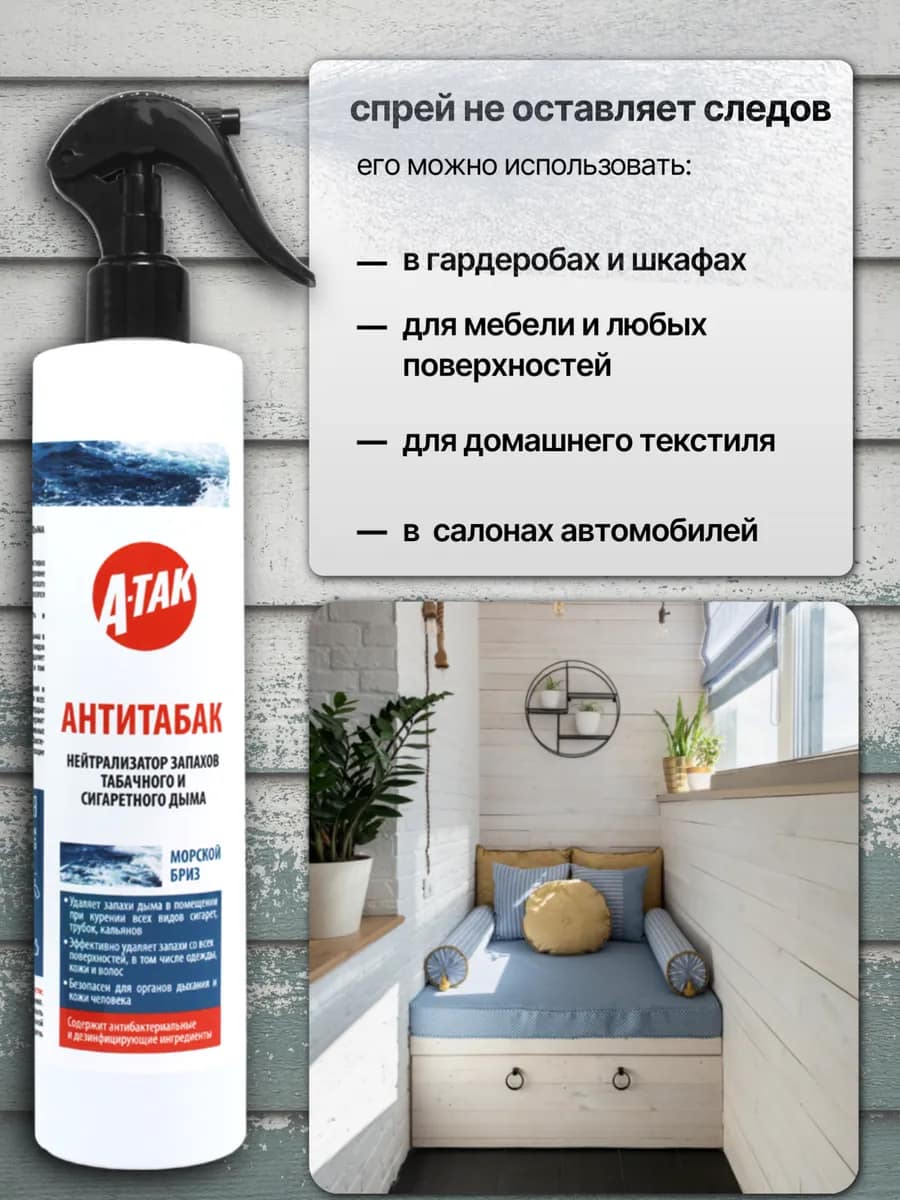 спрей не оставляет следов
его можно использовать:
— в гардеробах и шкафах
— для мебели и любых
поверхностей
— для домашнего текстиля
— в салонах автомобилей
А-ТАК
АНТИТАБАК
НЕЙТРАЛИЗАТОР ЗАПАХОВ
ТАБАЧНОГО И
СИГАРЕТНОГО ДЫМА
МОРСКОЙ
БРИЗ
• Удаляет запахи дыма в помещении
при курении всех видов сигарет,
трубок, кальянов
• Эффективно удаляет запахи со всех
поверхностей, в том числе одежды,
кожи и волос
• Безопасен для органов дыхания и
кожи человека
Содержит антибактериальные
и дезинфицирующие ингредиенты